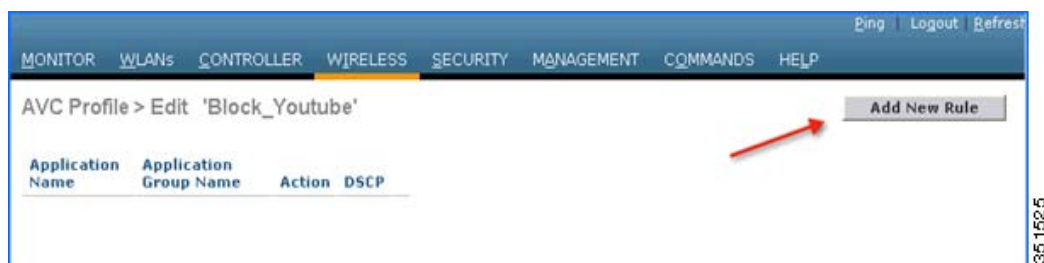 Ping | Logout | Refresh
MONITOR WLANs CONTROLLER WIRELESS SECURITY MANAGEMENT COMMANDS HELP
AVC Profile > Edit 'Block_Youtube'
Add New Rule
Application Name Application Group Name Action DSCP
351525